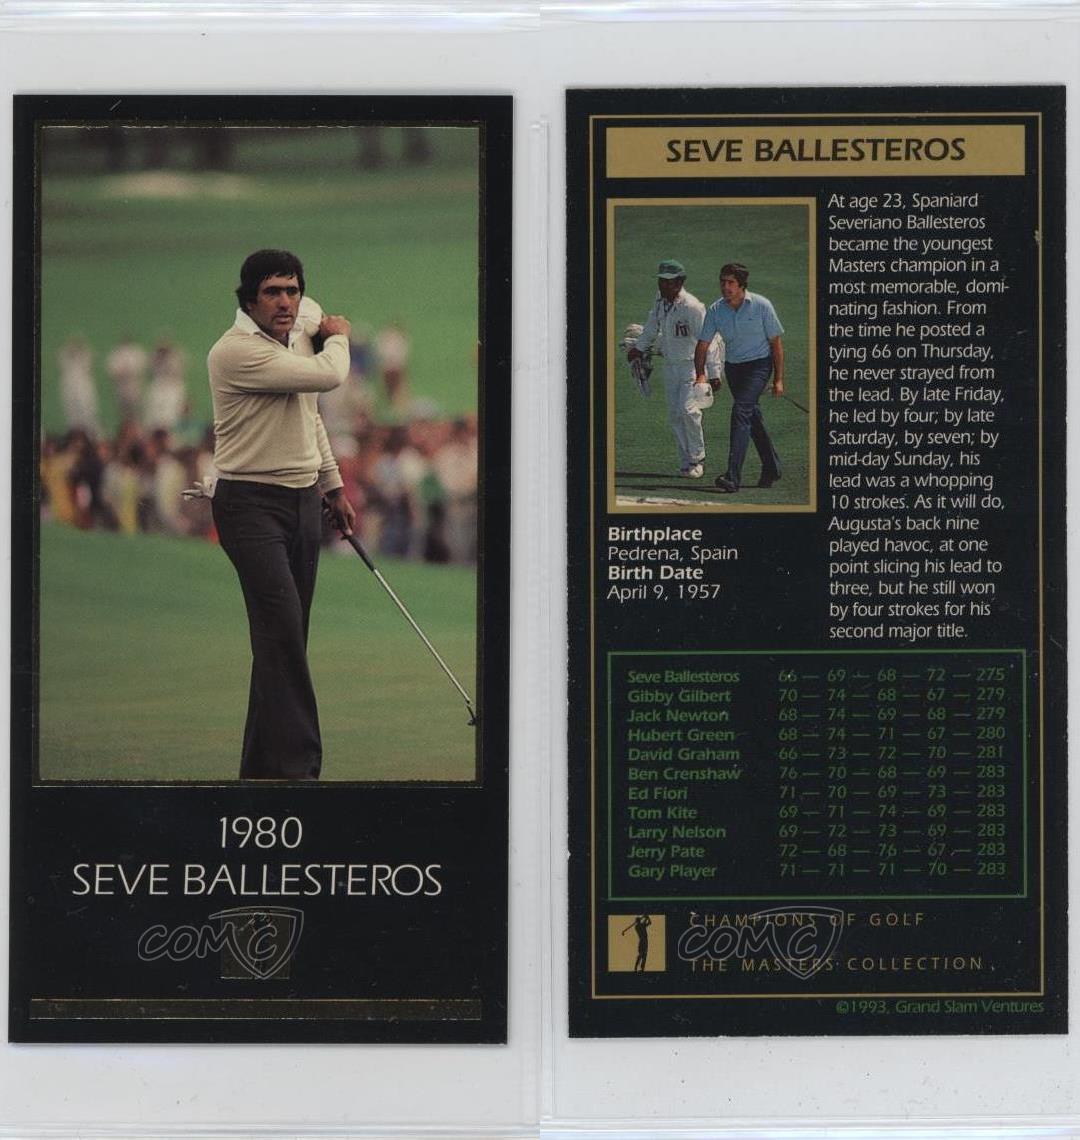 1980
SEVE BALLESTEROS
COMC
SEVE BALLESTEROS
At age 23, Spaniard
Severiano Ballesteros
became the youngest
Masters champion in a
most memorable, domi-
nating fashion. From
the time he posted a
tying 66 on Thursday,
he never strayed from
the lead. By late Friday,
he led by four; by late
Saturday, by seven; by
mid-day Sunday, his
lead was a whopping
10 strokes. As it will do,
Augusta's back nine
played havoc, at one
point slicing his lead to
three, but he still won
by four strokes for his
second major title.
Birthplace
Pedrena, Spain
Birth Date
April 9, 1957
Seve Ballesteros 66 — 69 — 68 — 72 — 275
Gibby Gilbert 70 — 74 — 68 — 67 — 279
Jack Newton 68 — 74 — 69 — 68 — 279
Hubert Green 68 — 74 — 71 — 67 — 280
David Graham 66 — 73 — 72 — 70 — 281
Ben Crenshaw 76 — 70 — 68 — 69 — 283
Ed Fiori 71 — 70 — 69 — 73 — 283
Tom Kite 69 — 71 — 74 — 69 — 283
Larry Nelson 69 — 72 — 73 — 69 — 283
Jerry Pate 72 — 68 — 76 — 67 — 283
Gary Player 71 — 71 — 71 — 70 — 283
CHAMPIONS OF GOLF
COMC
THE MASTERS COLLECTION
©1993, Grand Slam Ventures